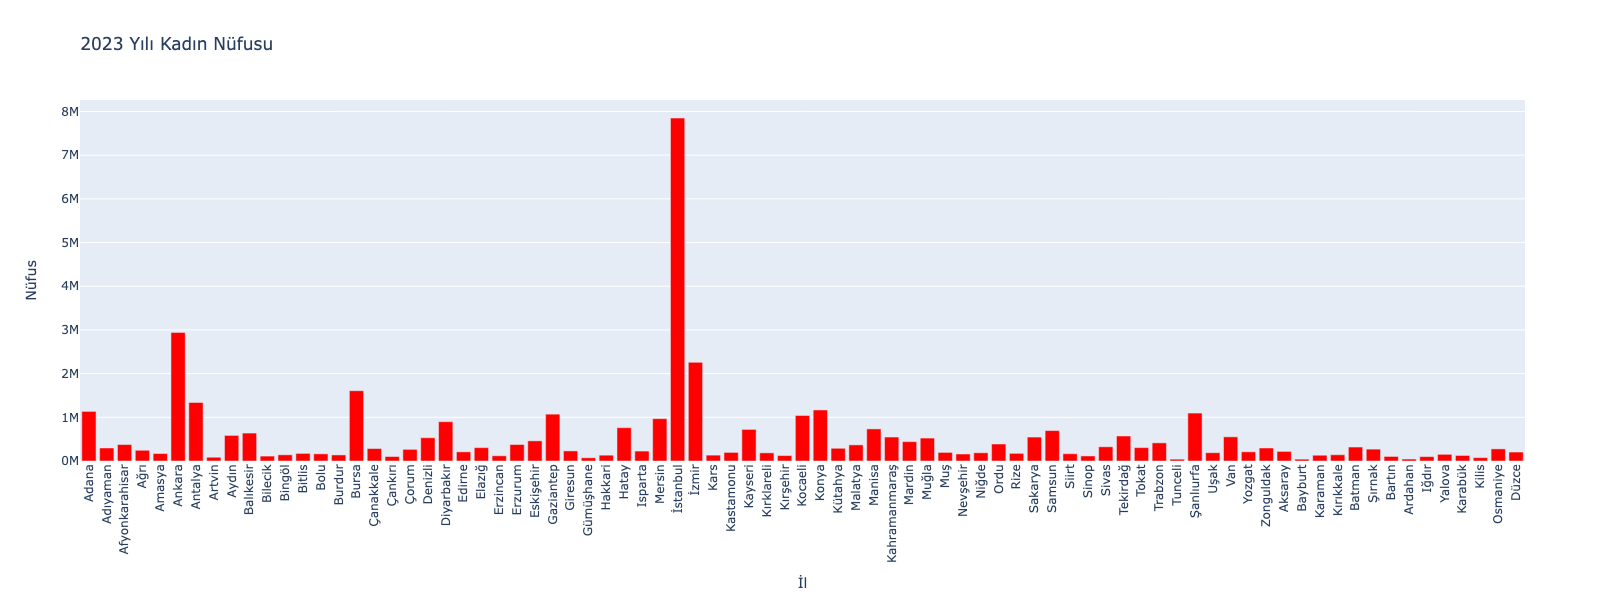 2023 Yılı Kadın Nüfusu
8M
7M
6M
5M
4M
3M
2M
1M
0M
Nüfus
Adana
Adıyaman
Afyonkarahisar
Ağrı
Amasya
Ankara
Antalya
Artvin
Aydın
Balıkesir
Bilecik
Bingöl
Bitlis
Bolu
Burdur
Bursa
Çanakkale
Çankırı
Çorum
Denizli
Diyarbakır
Edirne
Elazığ
Erzincan
Erzurum
Eskişehir
Gaziantep
Giresun
Gümüşhane
Hakkari
Hatay
Isparta
Mersin
İstanbul
İzmir
Kars
Kastamonu
Kayseri
Kırklareli
Kırşehir
Kocaeli
Konya
Kütahya
Malatya
Manisa
Kahramanmaraş
Mardin
Muğla
Muş
Nevşehir
Niğde
Ordu
Rize
Sakarya
Samsun
Siirt
Sinop
Sivas
Tekirdağ
Tokat
Trabzon
Tunceli
Şanlıurfa
Uşak
Van
Yozgat
Zonguldak
Aksaray
Bayburt
Karaman
Kırıkkale
Batman
Şırnak
Bartın
Ardahan
Iğdır
Yalova
Karabük
Kilis
Osmaniye
Düzce
İl